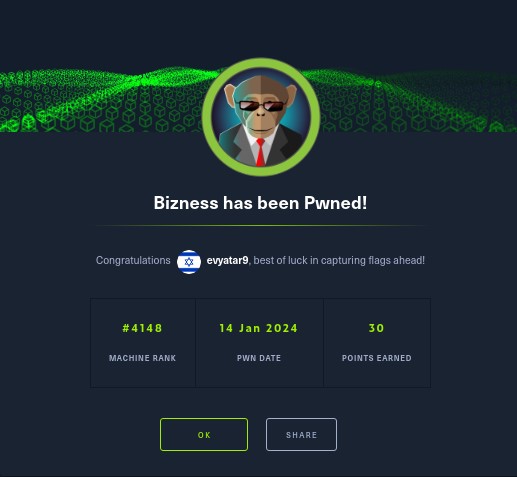 Bizness has been Pwned!
Congratulations evyatar9, best of luck in capturing flags ahead!
#4148 14 Jan 2024 30
MACHINE RANK PWN DATE POINTS EARNED
OK SHARE